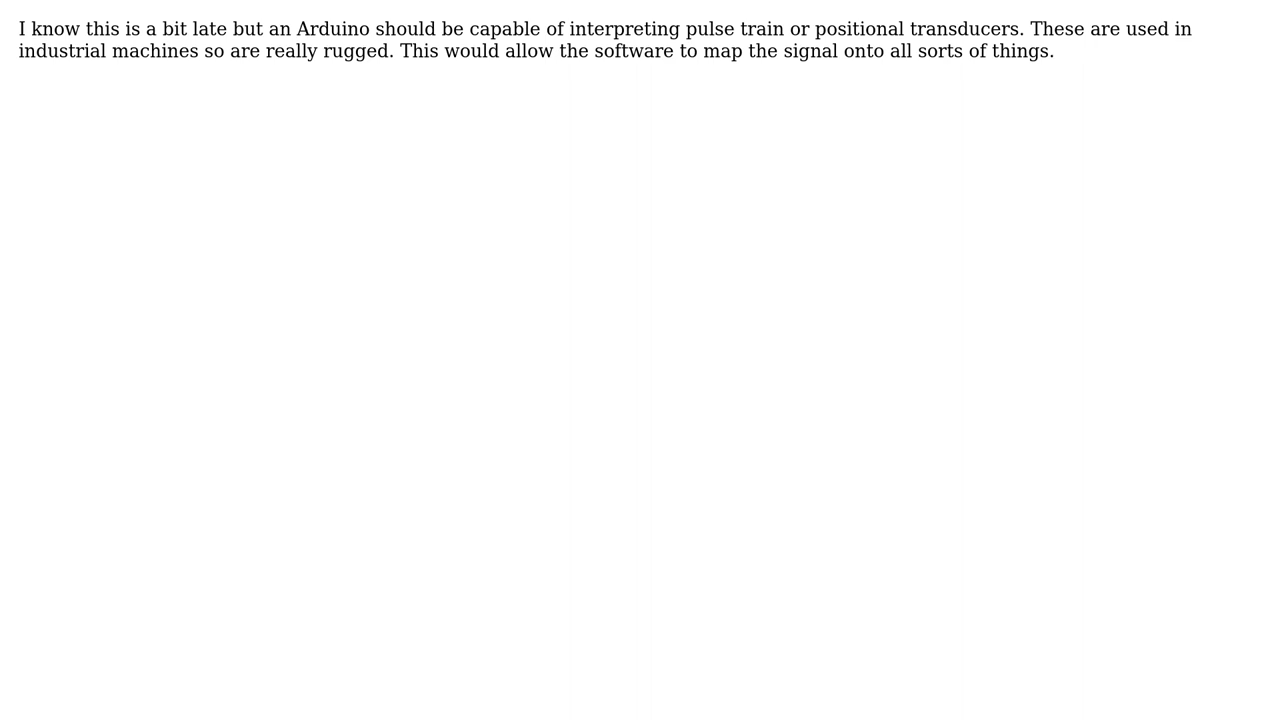 I know this is a bit late but an Arduino should be capable of interpreting pulse train or positional transducers. These are used in
industrial machines so are really rugged. This would allow the software to map the signal onto all sorts of things.